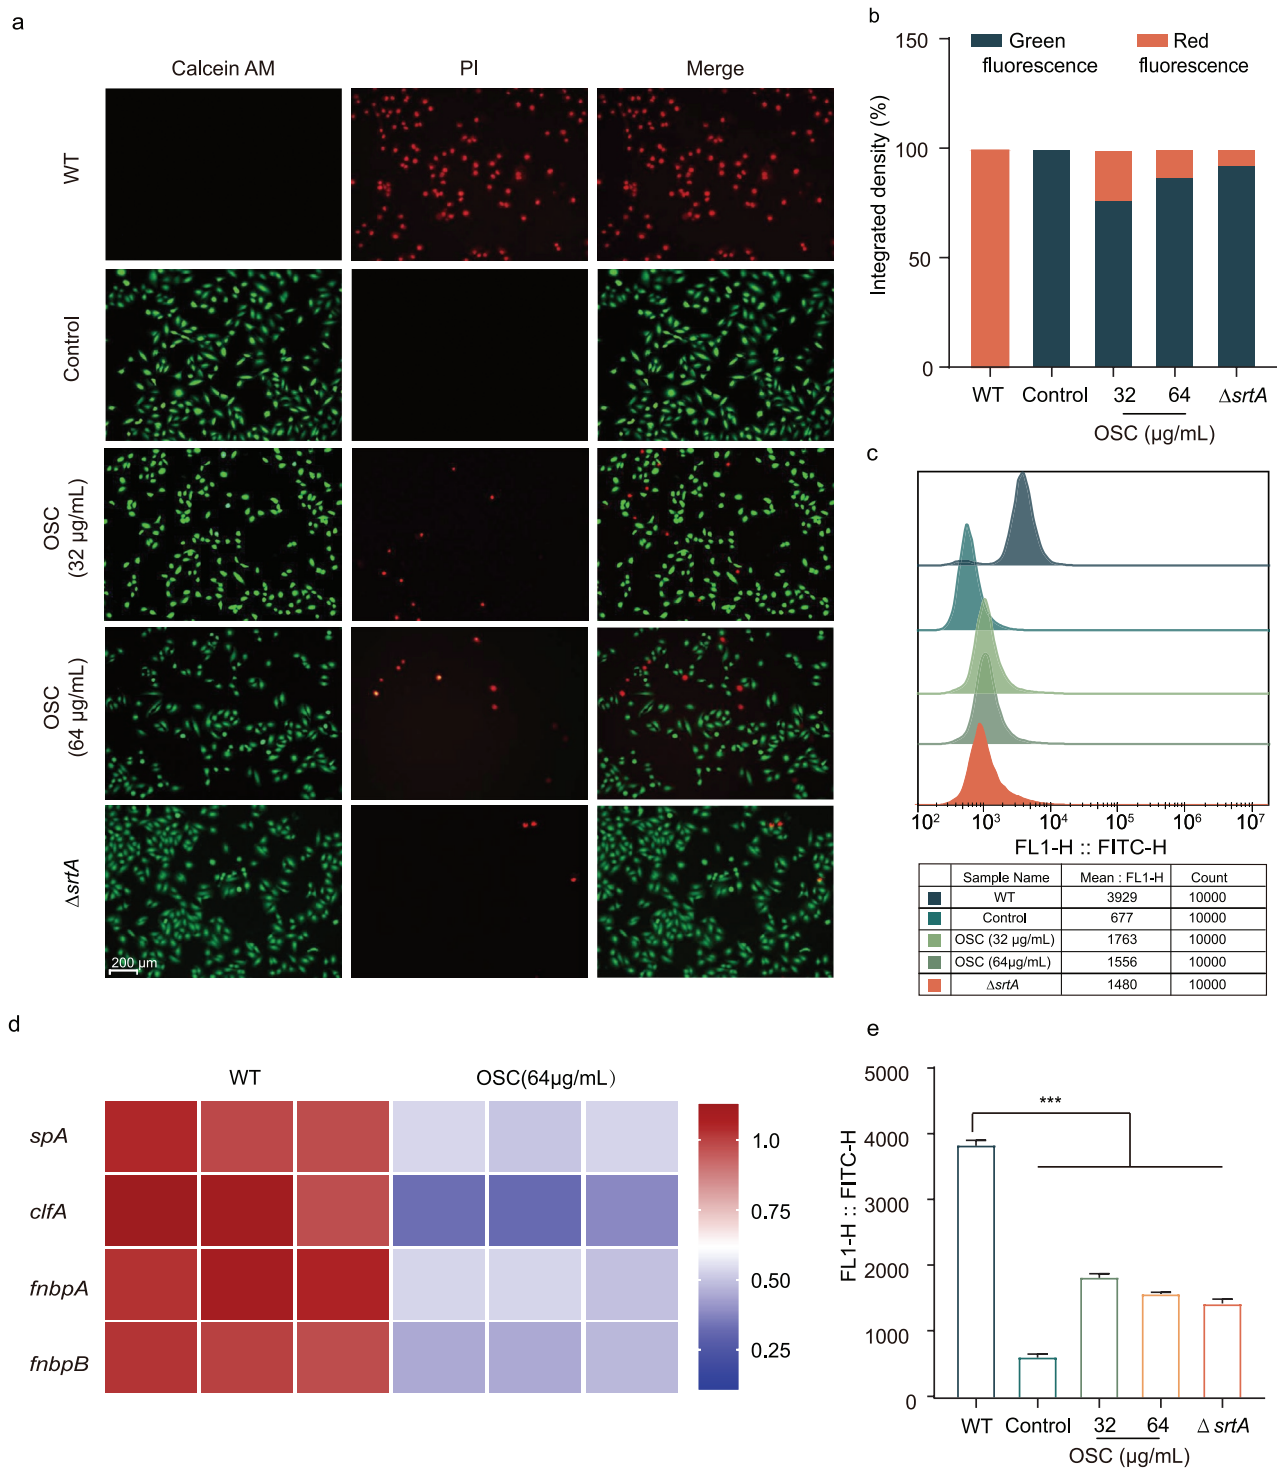 a
Calcein AM PI Merge
WT
Control
OSC
(32 μg/mL)
OSC
(64 μg/mL)
ΔsrtA
200 μm
b
Green
fluorescence
Red
fluorescence
Integrated density (%)
150
100
50
0
WT Control 32 64 ΔsrtA
OSC (μg/mL)
c
10² 10³ 10⁴ 10⁵ 10⁶ 10⁷
FL1-H :: FITC-H
Sample Name Mean : FL1-H Count
WT 3929 10000
Control 677 10000
OSC (32 μg/mL) 1763 10000
OSC (64μg/mL) 1556 10000
ΔsrtA 1480 10000
d
WT OSC(64μg/mL)
spA
clfA
fnbpA
fnbpB
1.0
0.75
0.50
0.25
e
FL1-H :: FITC-H
5000
4000
3000
2000
1000
0
***
WT Control 32 64 Δ srtA
OSC (μg/mL)